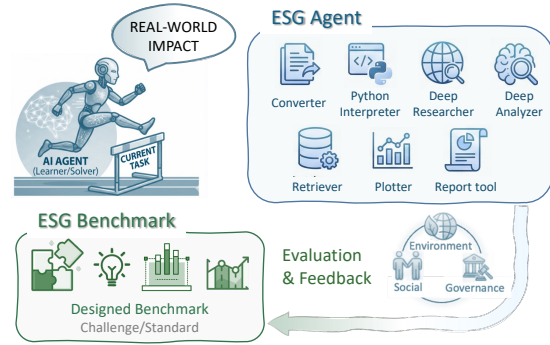 REAL-WORLD
IMPACT
AI AGENT
(Learner/Solver)
CURRENT
TASK
ESG Agent
Converter
Python
Interpreter
Deep
Researcher
Deep
Analyzer
Retriever
Plotter
Report tool
ESG Benchmark
Designed Benchmark
Challenge/Standard
Evaluation
& Feedback
Environment
Social
Governance